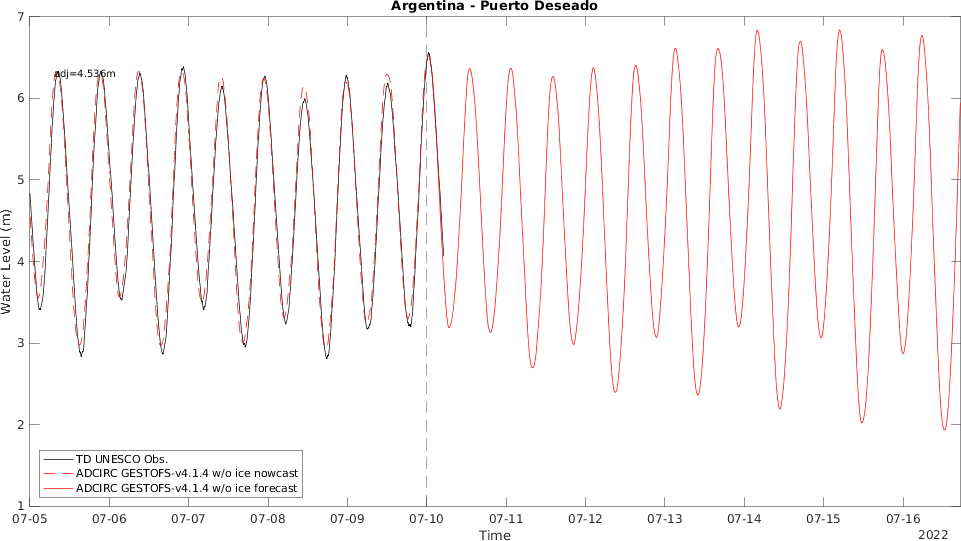 Argentina - Puerto Deseado
adj=4.536m
Water Level (m)
7
6
5
4
3
2
1
TD UNESCO Obs.
ADCIRC GESTOFS-v4.1.4 w/o ice nowcast
ADCIRC GESTOFS-v4.1.4 w/o ice forecast
07-05 07-06 07-07 07-08 07-09 07-10 07-11 07-12 07-13 07-14 07-15 07-16
Time
2022